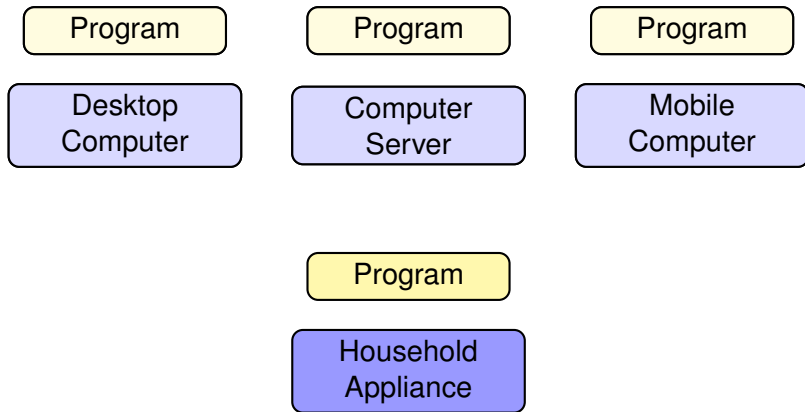 Program
Program
Program
Desktop
Computer
Computer
Server
Mobile
Computer
Program
Household
Appliance